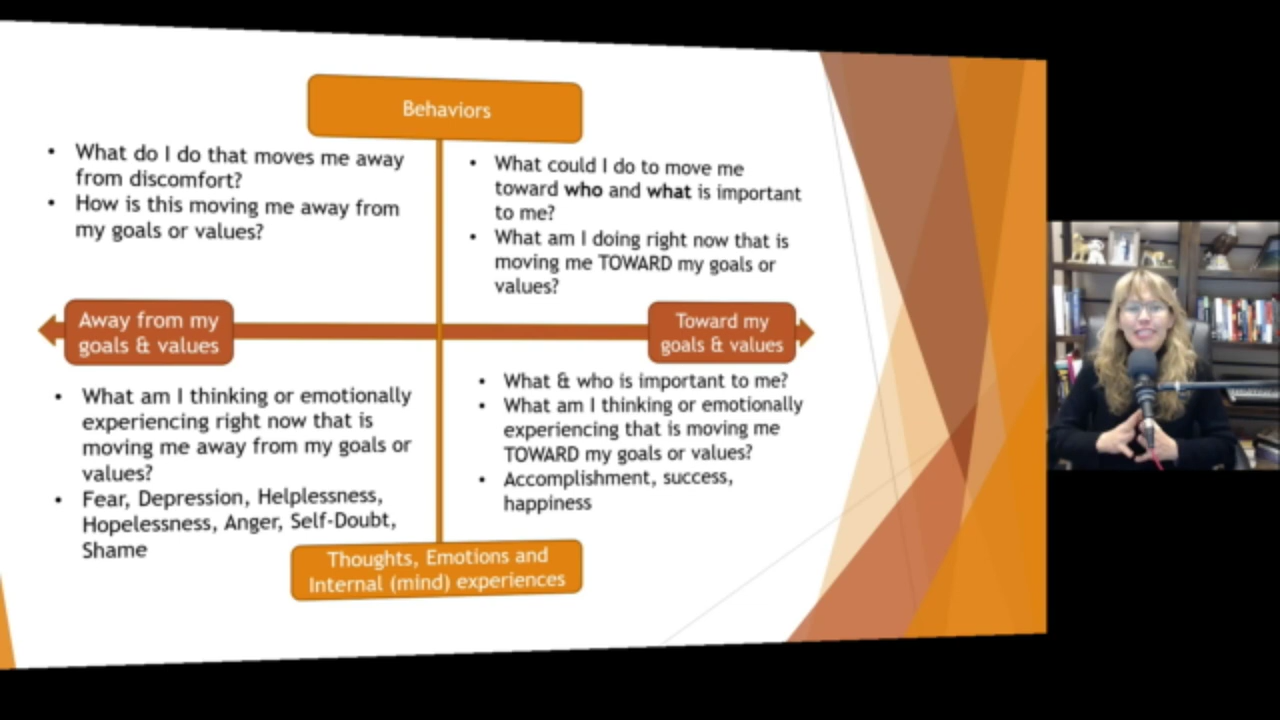 Behaviors
• What do I do that moves me away
from discomfort?
• How is this moving me away from
my goals or values?
• What could I do to move me
toward who and what is important
to me?
• What am I doing right now that is
moving me TOWARD my goals or
values?
Away from my
goals & values
Toward my
goals & values
• What am I thinking or emotionally
experiencing right now that is
moving me away from my goals or
values?
• Fear, Depression, Helplessness,
Hopelessness, Anger, Self-Doubt,
Shame
• What & who is important to me?
• What am I thinking or emotionally
experiencing that is moving me
TOWARD my goals or values?
• Accomplishment, success,
happiness
Thoughts, Emotions and
Internal (mind) experiences